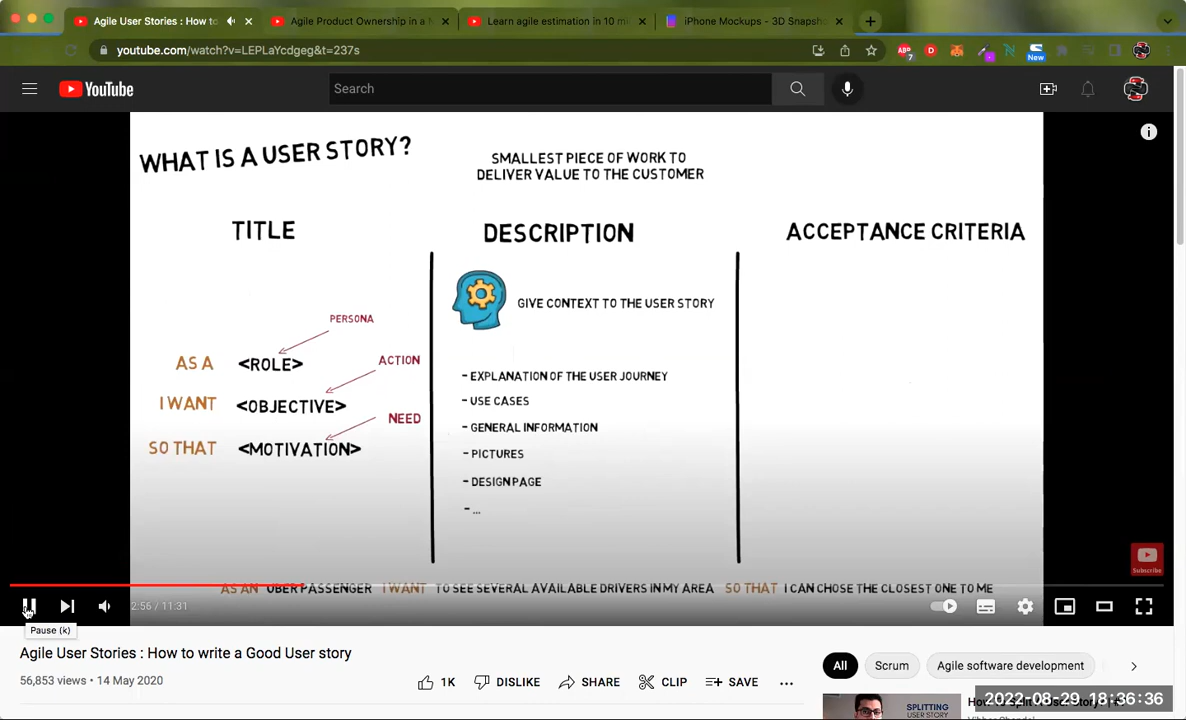 Agile User Stories : How to
Agile Product Ownership in a N
Learn agile estimation in 10 mi
iPhone Mockups - 3D Snapsho
youtube.com/watch?v=LEPLaYcdgeg&t=237s
7
D
New
YouTube
Search
WHAT IS A USER STORY?
SMALLEST PIECE OF WORK TO
DELIVER VALUE TO THE CUSTOMER
TITLE
DESCRIPTION
ACCEPTANCE CRITERIA
GIVE CONTEXT TO THE USER STORY
PERSONA
AS A <ROLE>
ACTION
I WANT <OBJECTIVE>
NEED
SO THAT <MOTIVATION>
- EXPLANATION OF THE USER JOURNEY
- USE CASES
- GENERAL INFORMATION
- PICTURES
- DESIGN PAGE
- ...
Subscribe
AS AN UBER PASSENGER I WANT TO SEE SEVERAL AVAILABLE DRIVERS IN MY AREA SO THAT I CAN CHOSE THE CLOSEST ONE TO ME
2:56 / 11:31
Pause (k)
Agile User Stories : How to write a Good User story
56,853 views • 14 May 2020
1K
DISLIKE
SHARE
CLIP
SAVE
All
Scrum
Agile software development
SPLITTING
USER STORY
2022-08-29 18:36:36